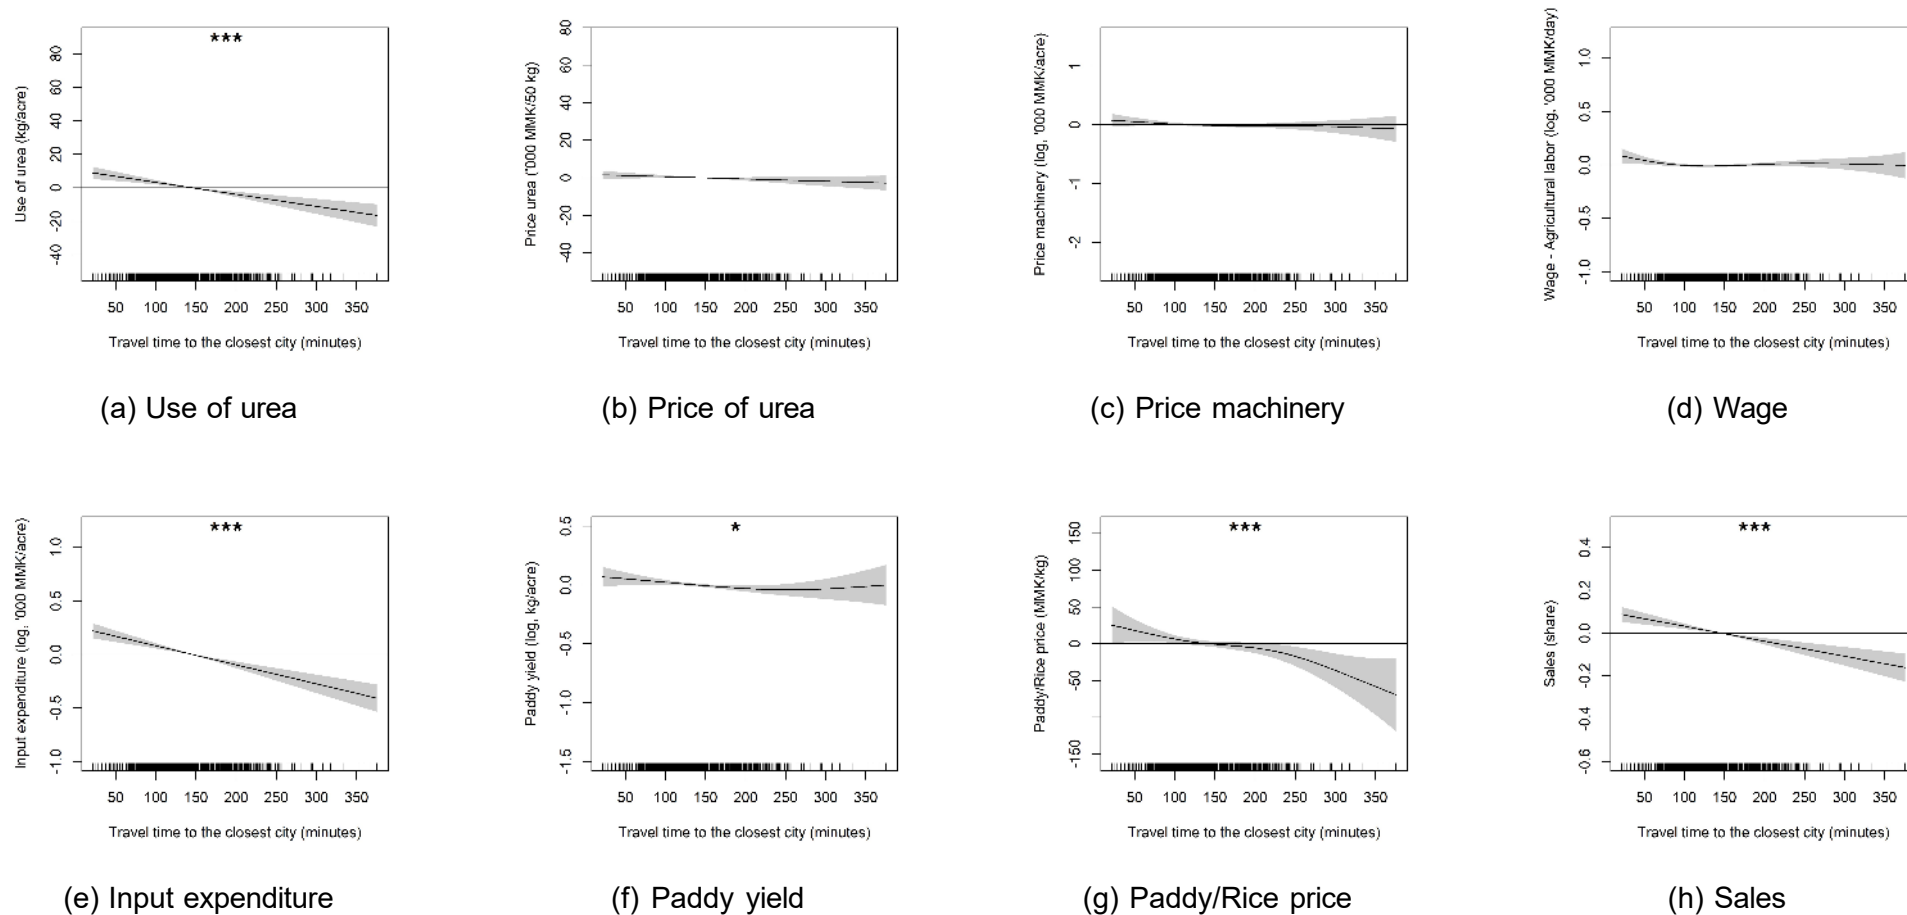 ***
Use of urea (kg/acre)
80
60
40
20
0
-20
-40
50 100 150 200 250 300 350
Travel time to the closest city (minutes)
(a) Use of urea
Price urea ('000 MMK/50 kg)
80
60
40
20
0
-20
-40
50 100 150 200 250 300 350
Travel time to the closest city (minutes)
(b) Price of urea
Price machinery (log, '000 MMK/acre)
1
0
-1
-2
50 100 150 200 250 300 350
Travel time to the closest city (minutes)
(c) Price machinery
Wage - Agricultural labor (log, '000 MMK/day)
1.0
0.5
0.0
-0.5
-1.0
50 100 150 200 250 300 350
Travel time to the closest city (minutes)
(d) Wage
***
Input expenditure (log, '000 MMK/acre)
1.0
0.5
0.0
-0.5
-1.0
50 100 150 200 250 300 350
Travel time to the closest city (minutes)
(e) Input expenditure
*
Paddy yield (log, kg/acre)
0.5
0.0
-0.5
-1.0
-1.5
50 100 150 200 250 300 350
Travel time to the closest city (minutes)
(f) Paddy yield
***
Paddy/Rice price (MMK/kg)
150
100
50
0
-50
-150
50 100 150 200 250 300 350
Travel time to the closest city (minutes)
(g) Paddy/Rice price
***
Sales (share)
0.4
0.2
0.0
-0.2
-0.4
-0.6
50 100 150 200 250 300 350
Travel time to the closest city (minutes)
(h) Sales